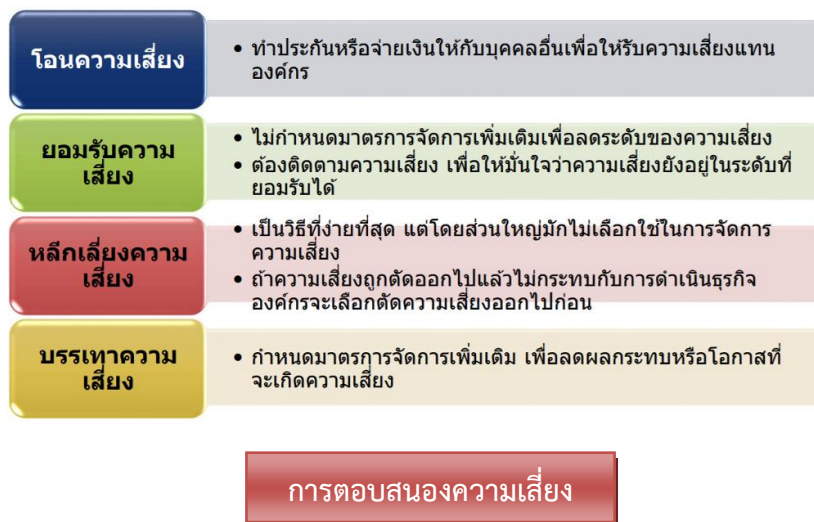 โอนความเสี่ยง
• ทำประกันหรือจ่ายเงินให้กับบุคคลอื่นเพื่อให้รับความเสี่ยงแทน
องค์กร
ยอมรับความ
เสี่ยง
• ไม่กำหนดมาตรการจัดการเพิ่มเติมเพื่อลดระดับของความเสี่ยง
• ต้องติดตามความเสี่ยง เพื่อให้มั่นใจว่าความเสี่ยงยังอยู่ในระดับที่
ยอมรับได้
หลีกเลี่ยงความ
เสี่ยง
• เป็นวิธีที่ง่ายที่สุด แต่โดยส่วนใหญ่มักไม่เลือกใช้ในการจัดการ
ความเสี่ยง
• ถ้าความเสี่ยงถูกตัดออกไปแล้วไม่กระทบกับการดำเนินธุรกิจ
องค์กรจะเลือกตัดความเสี่ยงออกไปก่อน
บรรเทาความ
เสี่ยง
• กำหนดมาตรการจัดการเพิ่มเติม เพื่อลดผลกระทบหรือโอกาสที่
จะเกิดความเสี่ยง
การตอบสนองความเสี่ยง